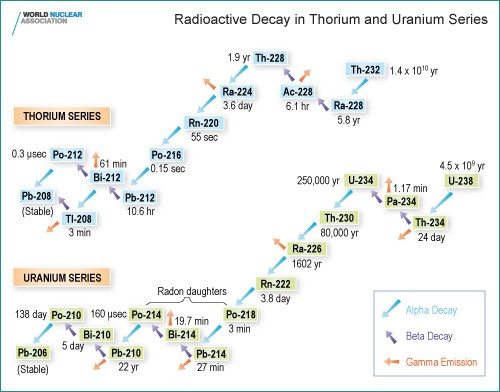 WORLD NUCLEAR
ASSOCIATION
Radioactive Decay in Thorium and Uranium Series
1.9 yr Th-228
Th-232 1.4 x 10¹⁰ yr
Ra-224
3.6 day
Ac-228
6.1 hr
Ra-228
5.8 yr
THORIUM SERIES
Rn-220
55 sec
0.3 µsec Po-212
61 min
Po-216
0.15 sec
Bi-212
Pb-208
(Stable)
Pb-212
10.6 hr
Tl-208
3 min
4.5 x 10⁹ yr
U-238
250,000 yr U-234
1.17 min
Pa-234
Th-230
80,000 yr
Th-234
24 day
Ra-226
1602 yr
URANIUM SERIES
Rn-222
3.8 day
Radon daughters
138 day Po-210
160 µsec Po-214
19.7 min
Po-218
3 min
Bi-210
5 day
Bi-214
Pb-206
(Stable)
Pb-210
22 yr
Pb-214
27 min
Alpha Decay
Beta Decay
Gamma Emission